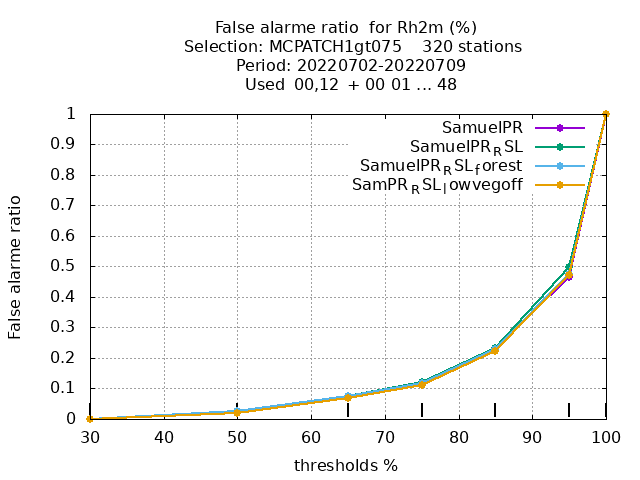 False alarme ratio  for Rh2m (%)
Selection: MCPATCH1gt075    320 stations
Period: 20220702-20220709
Used  00,12  + 00 01 ... 48
False alarme ratio
1
0.9
0.8
0.7
0.6
0.5
0.4
0.3
0.2
0.1
0
SamuelPR
SamuelPR_RSL
SamuelPR_RSL_forest
SamPR_RSL_lowvegoff
30 40 50 60 70 80 90 100
thresholds %